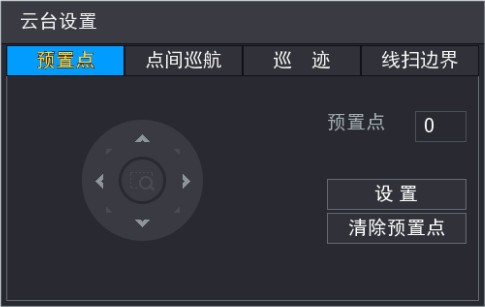 云台设置
预置点 点间巡航 巡 迹 线扫边界
预置点 0
设 置
清除预置点